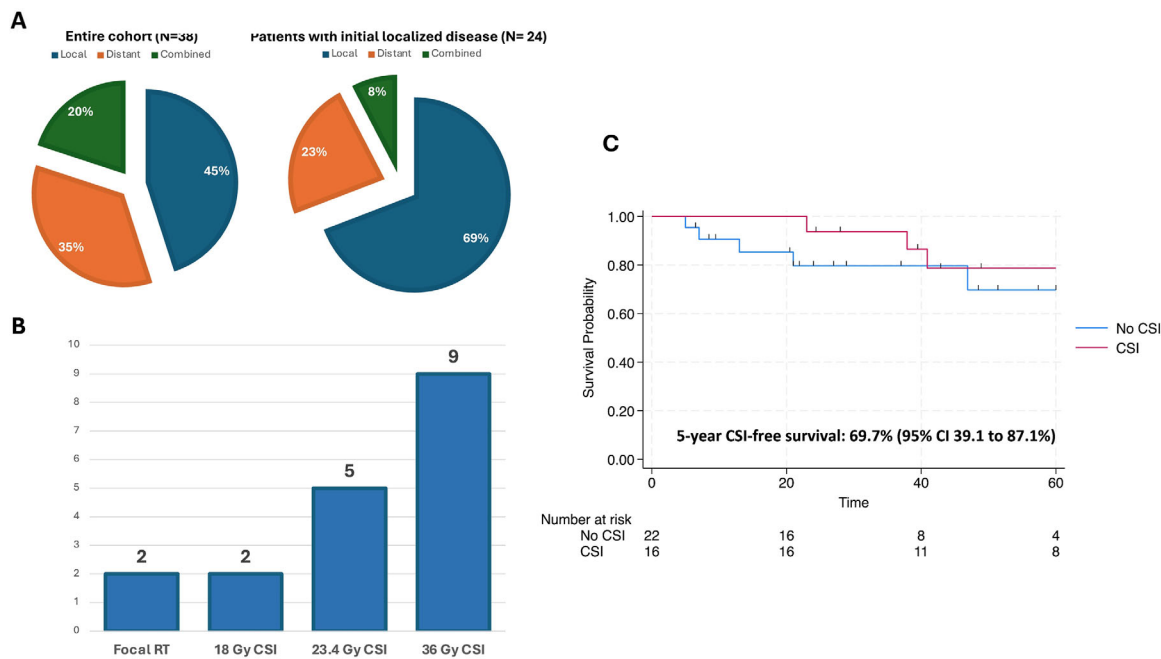 A
Entire cohort (N=38)
Local Distant Combined
20%
45%
35%
Patients with initial localized disease (N= 24)
Local Distant Combined
8%
23%
69%
B
10
9
8
7
6
5
4
3
2
1
0
2
2
5
9
Focal RT 18 Gy CSI 23.4 Gy CSI 36 Gy CSI
C
Survival Probability
1.00
0.80
0.60
0.40
0.20
0.00
5-year CSI-free survival: 69.7% (95% CI 39.1 to 87.1%)
0 20 40 60
Time
No CSI
CSI
Number at risk
No CSI 22 16 8 4
CSI 16 16 11 8